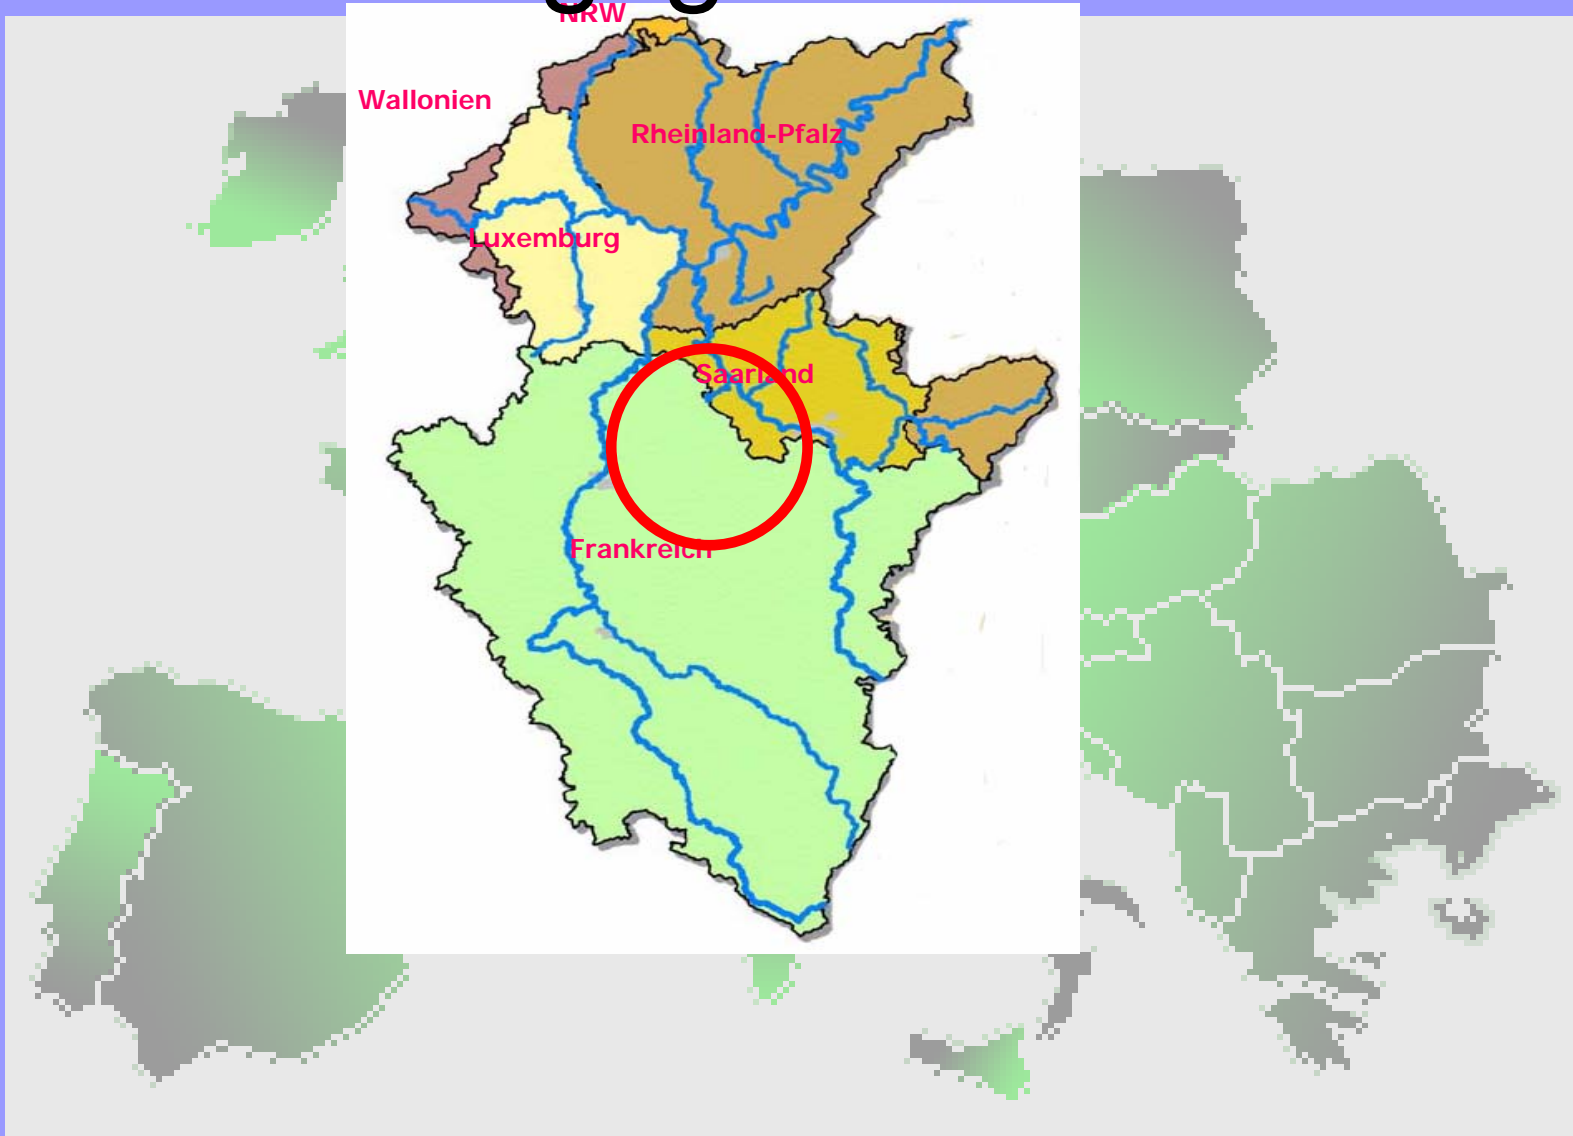 NRW
Wallonien
Rheinland-Pfalz
Luxemburg
Saarland
Frankreich